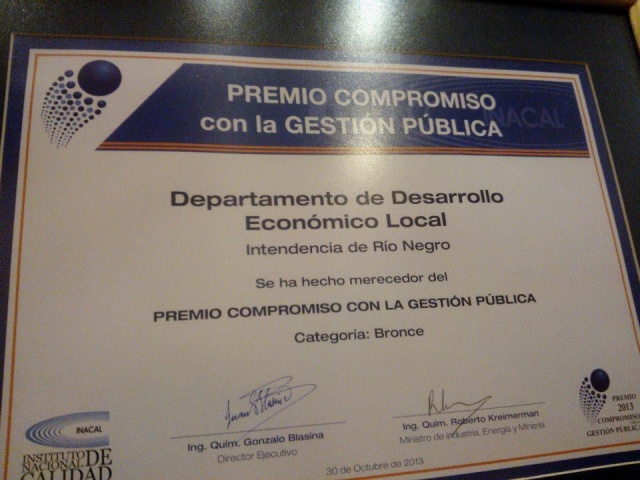 PREMIO COMPROMISO
con la GESTIÓN PÚBLICA
INACAL
Departamento de Desarrollo
Económico Local
Intendencia de Río Negro
Se ha hecho merecedor del
PREMIO COMPROMISO CON LA GESTIÓN PÚBLICA
Categoría: Bronce
Ing. Quim. Gonzalo Blasina
Director Ejecutivo
Ing. Quim. Roberto Kreimerman
Ministro de Industria, Energía y Minería
30 de Octubre de 2013
INACAL
INSTITUTO
NACIONAL DE
CALIDAD
PREMIO
2013
COMPROMISO
GESTIÓN PÚBLICA